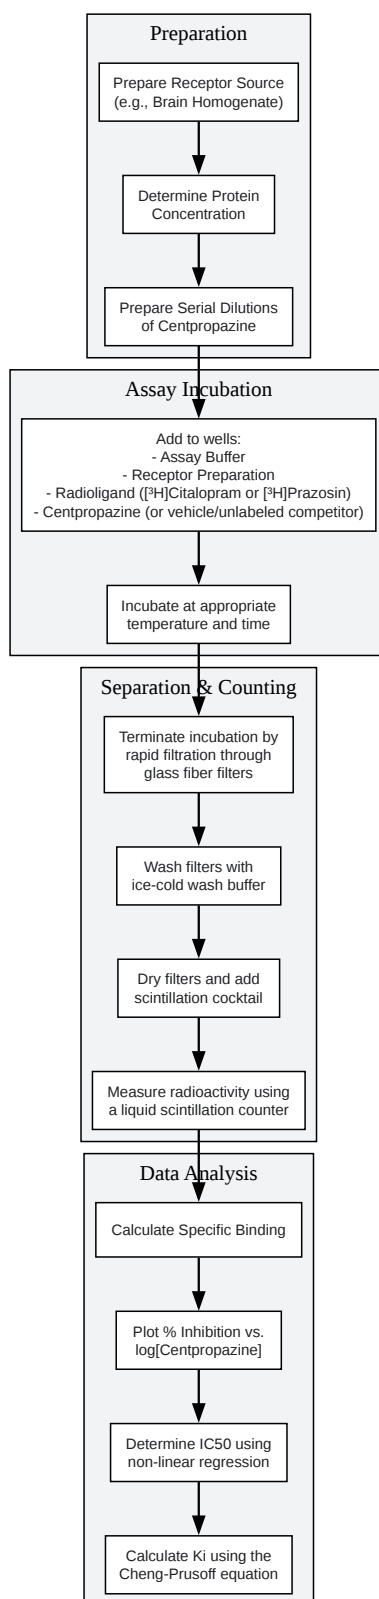 Preparation
Prepare Receptor Source
(e.g., Brain Homogenate)
Determine Protein
Concentration
Prepare Serial Dilutions
of Centpropazine
Assay Incubation
Add to wells:
- Assay Buffer
- Receptor Preparation
- Radioligand ([³H]Citalopram or [³H]Prazosin)
- Centpropazine (or vehicle/unlabeled competitor)
Incubate at appropriate
temperature and time
Separation & Counting
Terminate incubation by
rapid filtration through
glass fiber filters
Wash filters with
ice-cold wash buffer
Dry filters and add
scintillation cocktail
Measure radioactivity using
a liquid scintillation counter
Data Analysis
Calculate Specific Binding
Plot % Inhibition vs.
log[Centpropazine]
Determine IC50 using
non-linear regression
Calculate Ki using the
Cheng-Prusoff equation